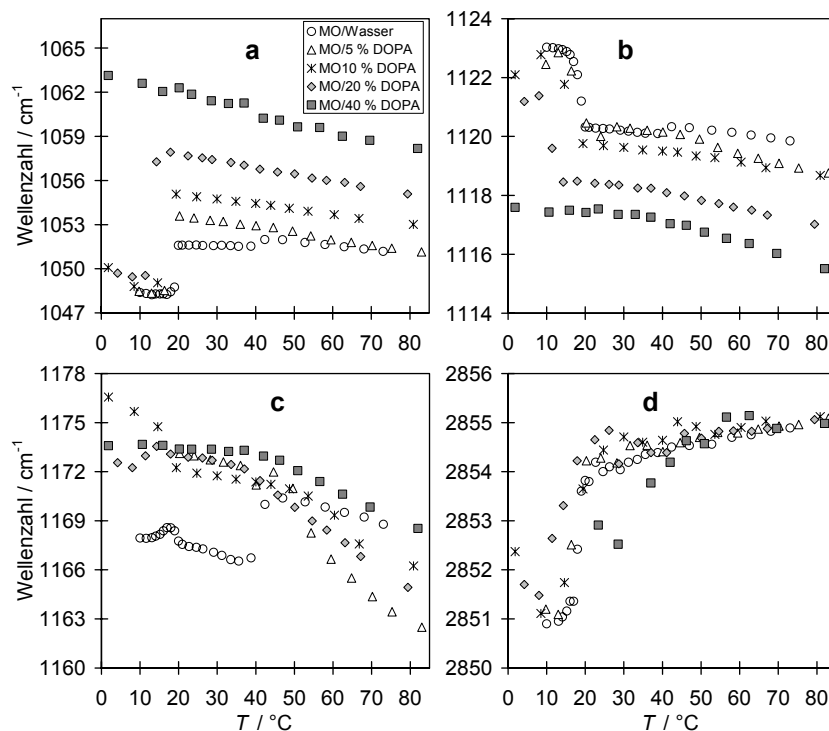 a
MO/Wasser
MO/5 % DOPA
MO10 % DOPA
MO/20 % DOPA
MO/40 % DOPA
1065
1062
1059
1056
1053
1050
1047
Wellenzahl / cm⁻¹
0 10 20 30 40 50 60 70 80
b
1124
1122
1120
1118
1116
1114
0 10 20 30 40 50 60 70 80
c
1178
1175
1172
1169
1166
1163
1160
Wellenzahl / cm⁻¹
0 10 20 30 40 50 60 70 80
T / °C
d
2856
2855
2854
2853
2852
2851
2850
0 10 20 30 40 50 60 70 80
T / °C